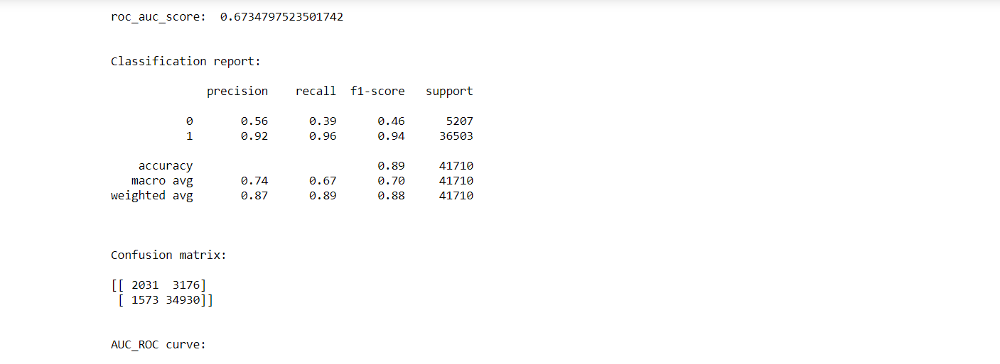 roc_auc_score:  0.6734797523501742
Classification report:
              precision    recall  f1-score   support
           0       0.56      0.39      0.46      5207
           1       0.92      0.96      0.94     36503
    accuracy                           0.89     41710
   macro avg       0.74      0.67      0.70     41710
weighted avg       0.87      0.89      0.88     41710
Confusion matrix:
[[ 2031  3176]
 [ 1573 34930]]
AUC_ROC curve: